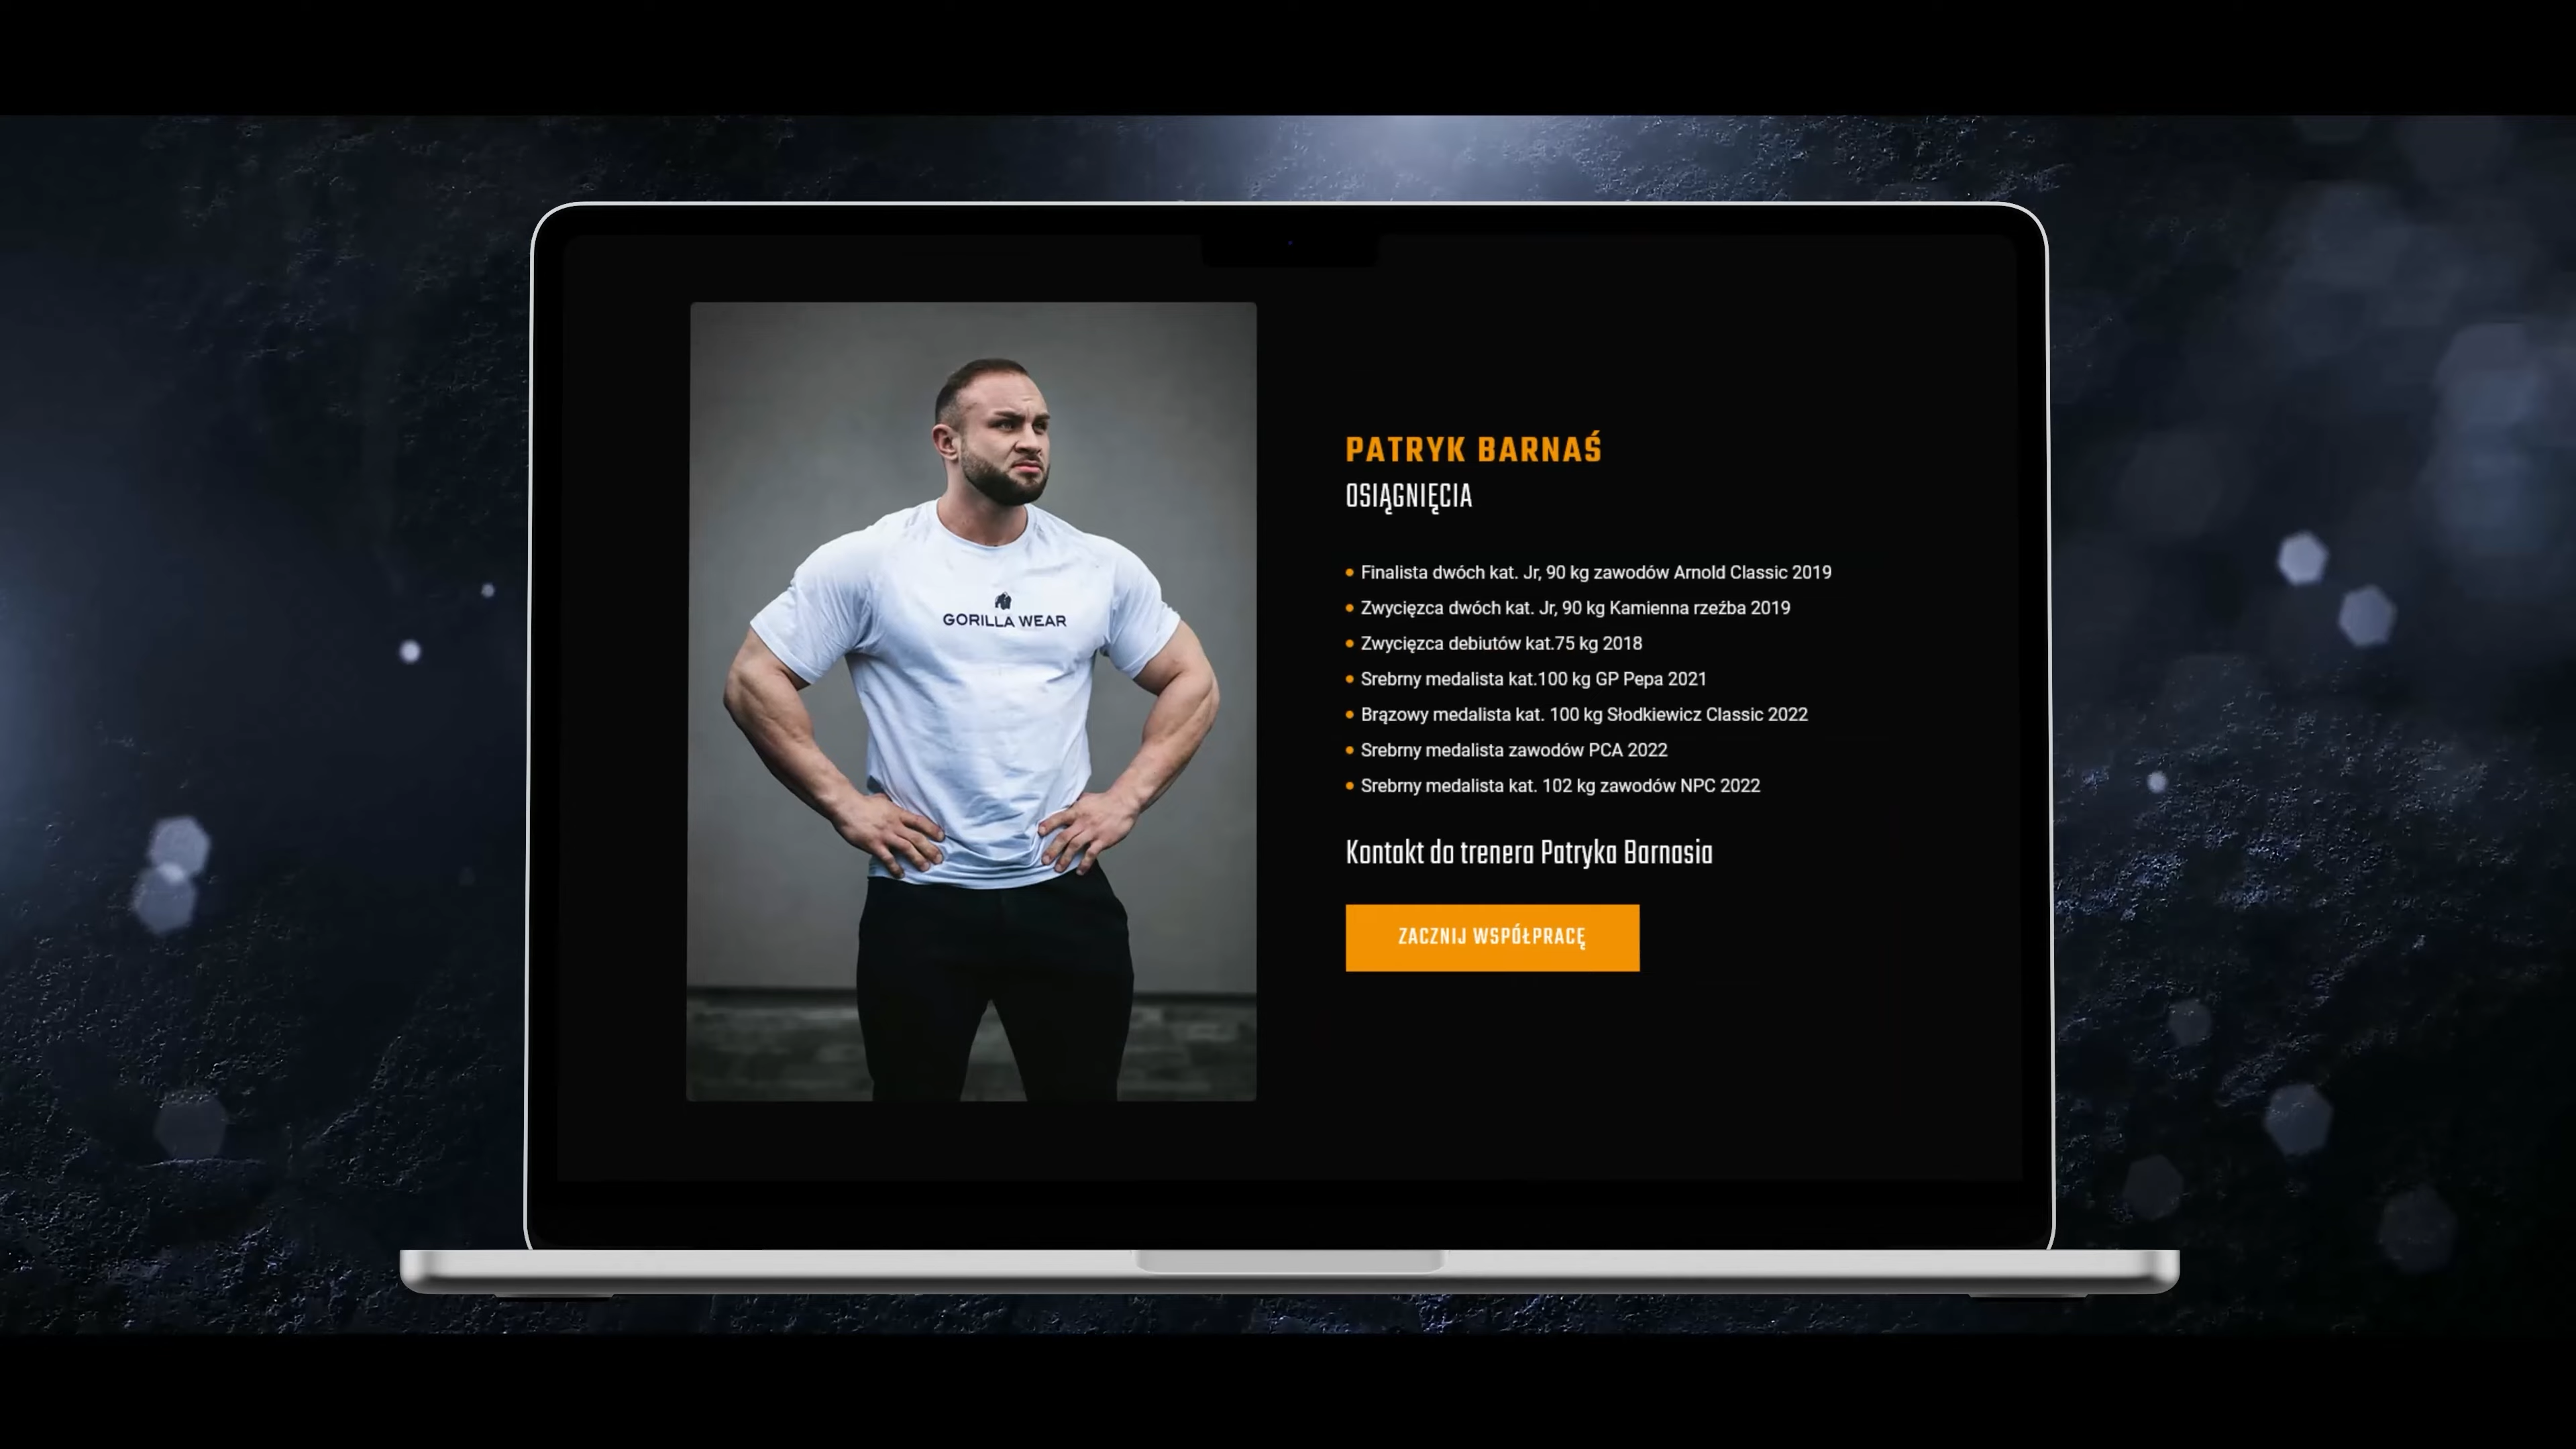 GORILLA WEAR
PATRYK BARNAŚ
OSIĄGNIĘCIA
Finalista dwóch kat. Jr, 90 kg zawodów Arnold Classic 2019
Zwycięzca dwóch kat. Jr, 90 kg Kamienna rzeźba 2019
Zwycięzca debiutów kat.75 kg 2018
Srebrny medalista kat.100 kg GP Pepa 2021
Brązowy medalista kat. 100 kg Słodkiewicz Classic 2022
Srebrny medalista zawodów PCA 2022
Srebrny medalista kat. 102 kg zawodów NPC 2022
Kontakt do trenera Patryka Barnasia
ZACZNIJ WSPÓŁPRACĘ